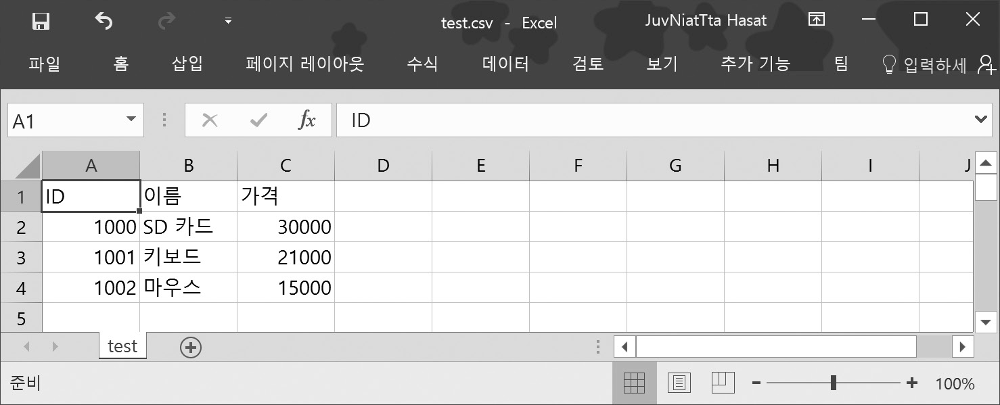 test.csv - Excel
JuvNiatTta Hasat
파일 홈 삽입 페이지 레이아웃 수식 데이터 검토 보기 추가 기능 팀 입력하세
A1 fx ID
A B C D E F G H I J
1 ID 이름 가격
2 1000 SD 카드 30000
3 1001 키보드 21000
4 1002 마우스 15000
5
test
준비 100%